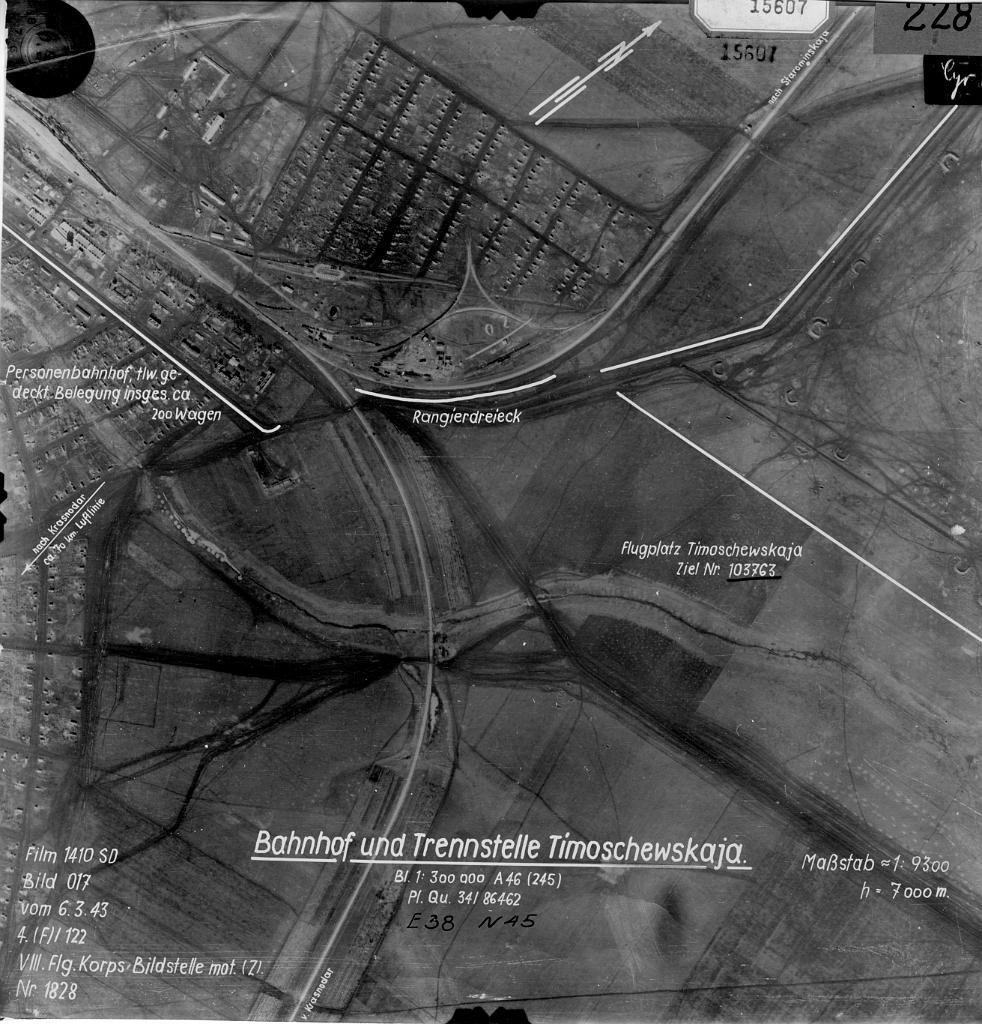 15607
228
15607
nach Starominskaja
Cyr
N
Personenbahnhof, tlw. ge-
deckt. Belegung insges. ca
200 Wagen
Rangierdreieck
nach Krasnodar
ca. 70 km. Luftlinie
Flugplatz Timoschewskaja
Ziel Nr. 103763
Bahnhof und Trennstelle Timoschewskaja.
Bl. 1: 300 000 A 46 (245)
Pl. Qu. 34/ 86462
E38 N45
Maßstab ≈ 1: 9300
h = 7000 m.
Film 1410 SD
Bild 017
vom 6.3.43
4. (F)/ 122
VIII. Flg. Korps-Bildstelle mot. (Z).
Nr 1828
v. Krasnodar